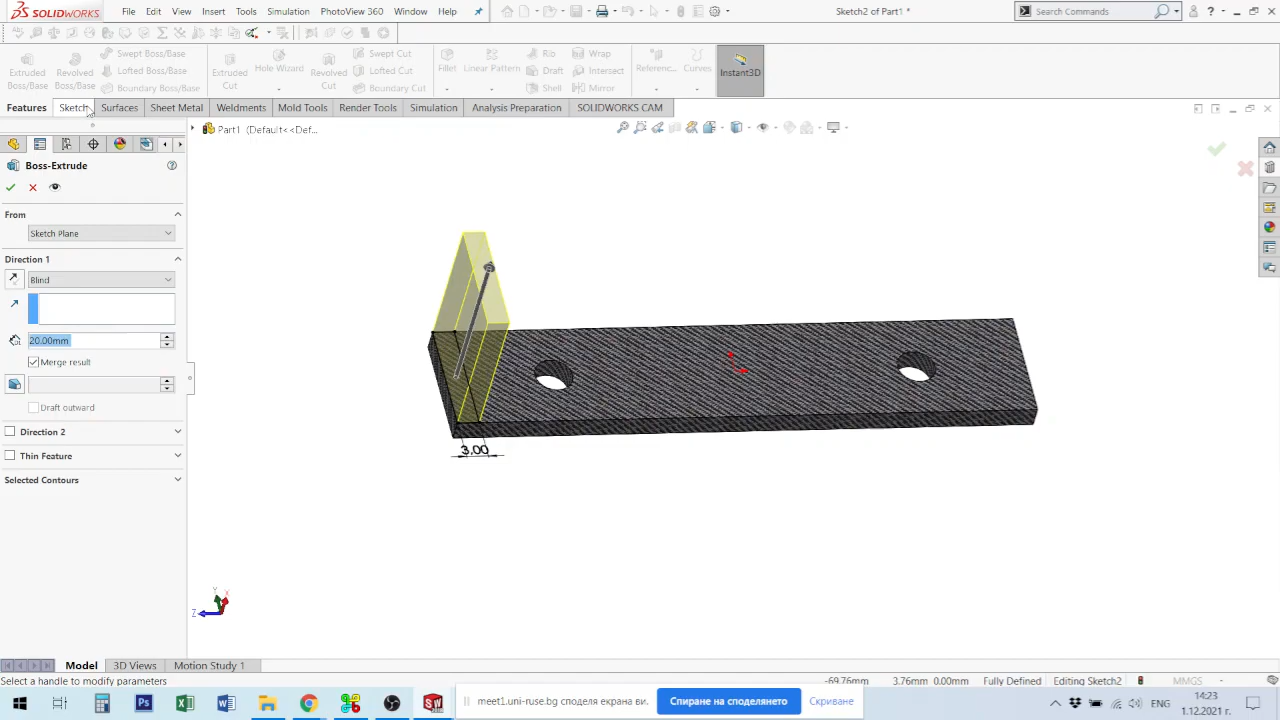 SOLIDWORKS File Edit View Insert Tools Simulation PhotoView 360 Window Help Sketch2 of Part1 * Search Commands
Extruded Boss/Base Revolved Boss/Base Swept Boss/Base Lofted Boss/Base Boundary Boss/Base Extruded Cut Hole Wizard Revolved Cut Swept Cut Lofted Cut Boundary Cut Fillet Linear Pattern Rib Draft Shell Wrap Intersect Mirror Referenc... Curves Instant3D
Features Sketch Surfaces Sheet Metal Weldments Mold Tools Render Tools Simulation Analysis Preparation SOLIDWORKS CAM
Part1 (Default< <Def...
Boss-Extrude
From
Sketch Plane
Direction 1
Blind
20.00mm
Merge result
Draft outward
Direction 2
Thin Feature
Selected Contours
3.00
Y X
Z
Model 3D Views Motion Study 1
Select a handle to modify parameters -69.76mm 3.76mm 0.00mm Fully Defined Editing Sketch2 MMGS
meet1.uni-ruse.bg споделя екрана ви. Спиране на споделянето Скриване
ENG 14:23
1.12.2021 г.